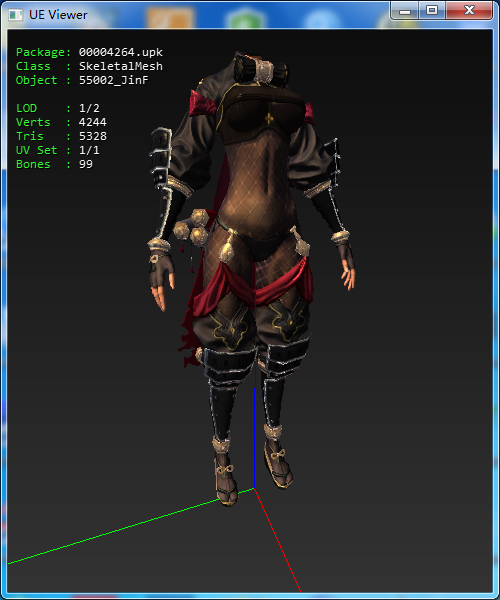 UE Viewer
Package: 00004264.upk
Class : SkeletalMesh
Object : 55002_JinF
LOD : 1/2
Verts : 4244
Tris : 5328
UV Set : 1/1
Bones : 99